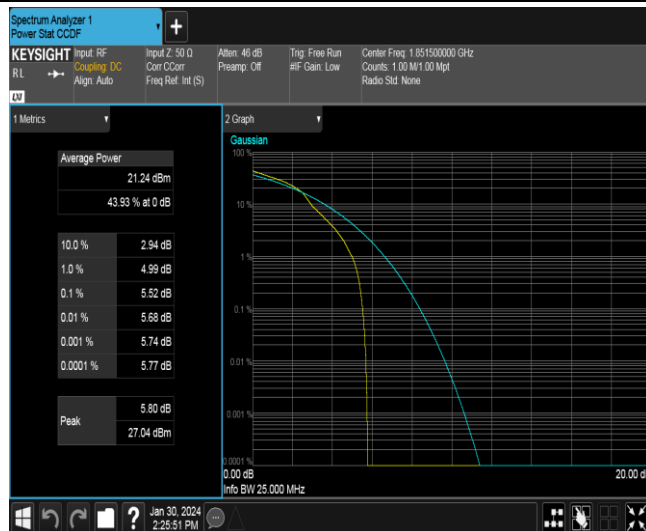 Spectrum Analyzer 1
Power Stat CCDF
+
KEYSIGHT
RL
Input: RF
Coupling: DC
Align: Auto
Input Z: 50 Ω
Corr CCorr
Freq Ref: Int (S)
Atten: 46 dB
Preamp: Off
Trig: Free Run
#IF Gain: Low
Center Freq: 1.851500000 GHz
Counts: 1.00 M/1.00 Mpt
Radio Std: None
1 Metrics
Average Power
21.24 dBm
43.93 % at 0 dB
10.0 % 2.94 dB
1.0 % 4.99 dB
0.1 % 5.52 dB
0.01 % 5.68 dB
0.001 % 5.74 dB
0.0001 % 5.77 dB
Peak
5.80 dB
27.04 dBm
2 Graph
Gaussian
100 %
10 %
1 %
0.1 %
0.01 %
0.001 %
0.0001 %
0.00 dB
20.00 d
Info BW 25.000 MHz
?
Jan 30, 2024
2:25:51 PM